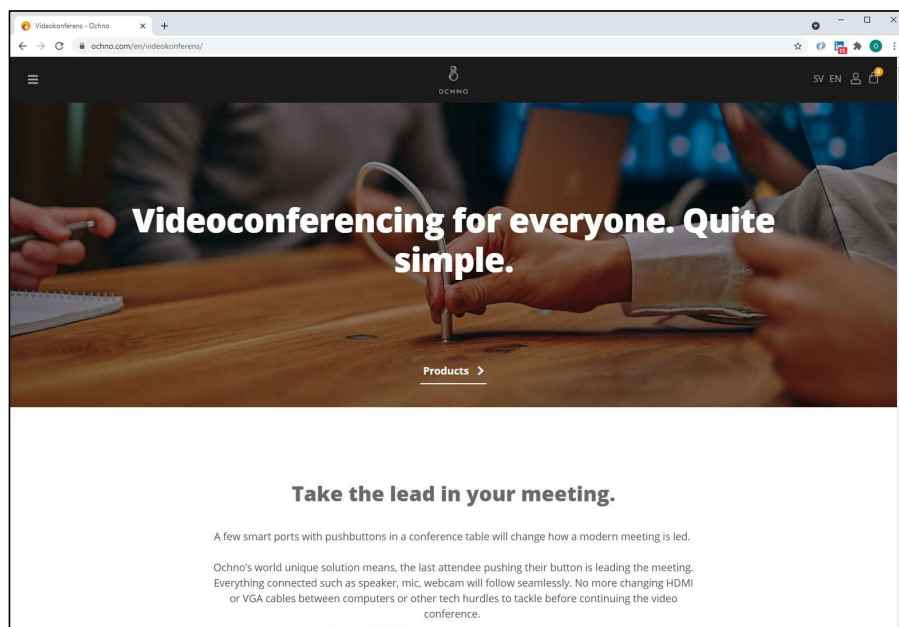 Videokonferens - Ochno
ochno.com/en/videokonferens/
15
O
OCHNO
SV EN
0
Videoconferencing for everyone. Quite
simple.
Products
Take the lead in your meeting.
A few smart ports with pushbuttons in a conference table will change how a modern meeting is led.
Ochno's world unique solution means, the last attendee pushing their button is leading the meeting.
Everything connected such as speaker, mic, webcam will follow seamlessly. No more changing HDMI
or VGA cables between computers or other tech hurdles to tackle before continuing the video
conference.